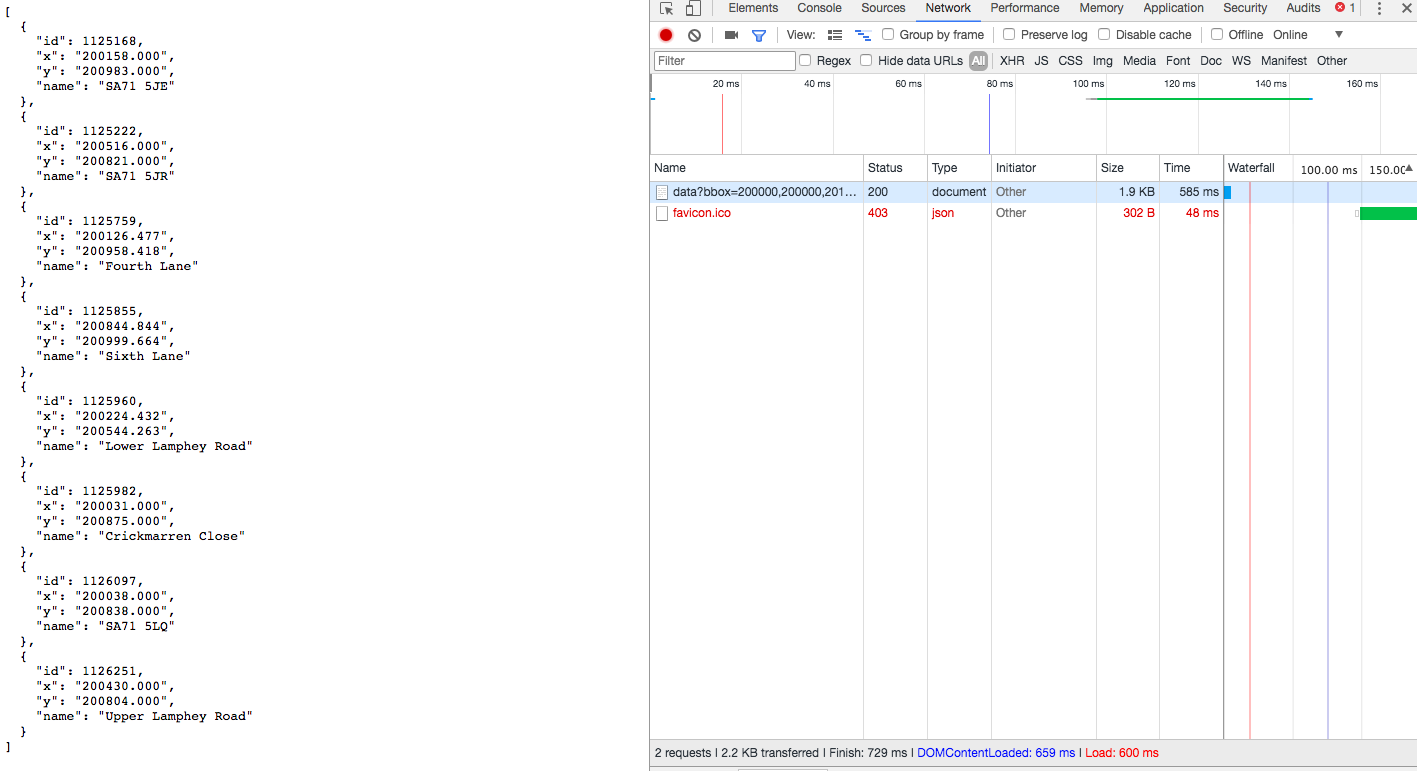 [
{
"id": 1125168,
"x": "200158.000",
"y": "200983.000",
"name": "SA71 5JE"
},
{
"id": 1125222,
"x": "200516.000",
"y": "200821.000",
"name": "SA71 5JR"
},
{
"id": 1125759,
"x": "200126.477",
"y": "200958.418",
"name": "Fourth Lane"
},
{
"id": 1125855,
"x": "200844.844",
"y": "200999.664",
"name": "Sixth Lane"
},
{
"id": 1125960,
"x": "200224.432",
"y": "200544.263",
"name": "Lower Lamphey Road"
},
{
"id": 1125982,
"x": "200031.000",
"y": "200875.000",
"name": "Crickmarren Close"
},
{
"id": 1126097,
"x": "200038.000",
"y": "200838.000",
"name": "SA71 5LQ"
},
{
"id": 1126251,
"x": "200430.000",
"y": "200804.000",
"name": "Upper Lamphey Road"
}
]
Elements Console Sources Network Performance Memory Application Security Audits 1
View: Group by frame Preserve log Disable cache Offline Online
Filter Regex Hide data URLs All XHR JS CSS Img Media Font Doc WS Manifest Other
20 ms 40 ms 60 ms 80 ms 100 ms 120 ms 140 ms 160 ms
Name Status Type Initiator Size Time Waterfall 100.00 ms 150.00
data?bbox=200000,200000,201... 200 document Other 1.9 KB 585 ms
favicon.ico 403 json Other 302 B 48 ms
2 requests | 2.2 KB transferred | Finish: 729 ms | DOMContentLoaded: 659 ms | Load: 600 ms